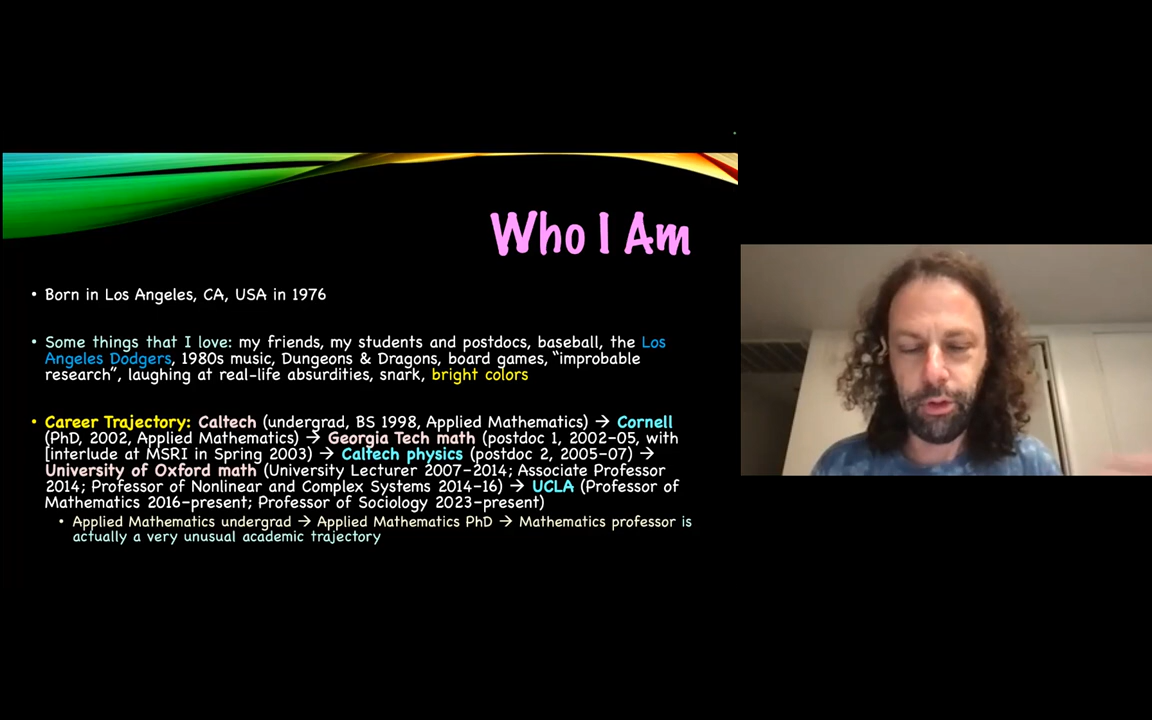 Who I Am
• Born in Los Angeles, CA, USA in 1976
• Some things that I love: my friends, my students and postdocs, baseball, the Los
Angeles Dodgers, 1980s music, Dungeons & Dragons, board games, “improbable
research”, laughing at real-life absurdities, snark, bright colors
• Career Trajectory: Caltech (undergrad, BS 1998, Applied Mathematics) → Cornell
(PhD, 2002, Applied Mathematics) → Georgia Tech math (postdoc 1, 2002–05, with
[interlude at MSRI in Spring 2003) → Caltech physics (postdoc 2, 2005–07) →
University of Oxford math (University Lecturer 2007–2014; Associate Professor
2014; Professor of Nonlinear and Complex Systems 2014–16) → UCLA (Professor of
Mathematics 2016–present; Professor of Sociology 2023–present)
• Applied Mathematics undergrad → Applied Mathematics PhD → Mathematics professor is
actually a very unusual academic trajectory